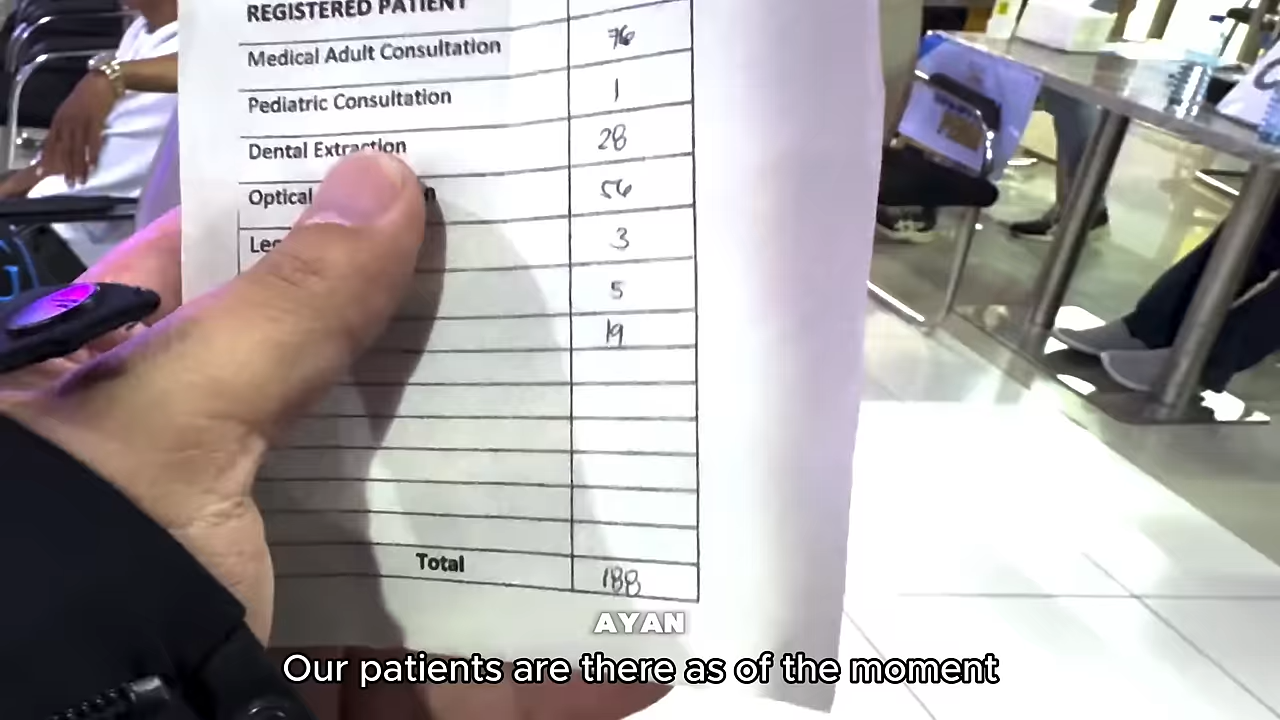 REGISTERED PATIENT
Medical Adult Consultation 76
Pediatric Consultation 1
Dental Extraction 28
Optical 56
3
5
19
Total 188
AYAN
Our patients are there as of the moment